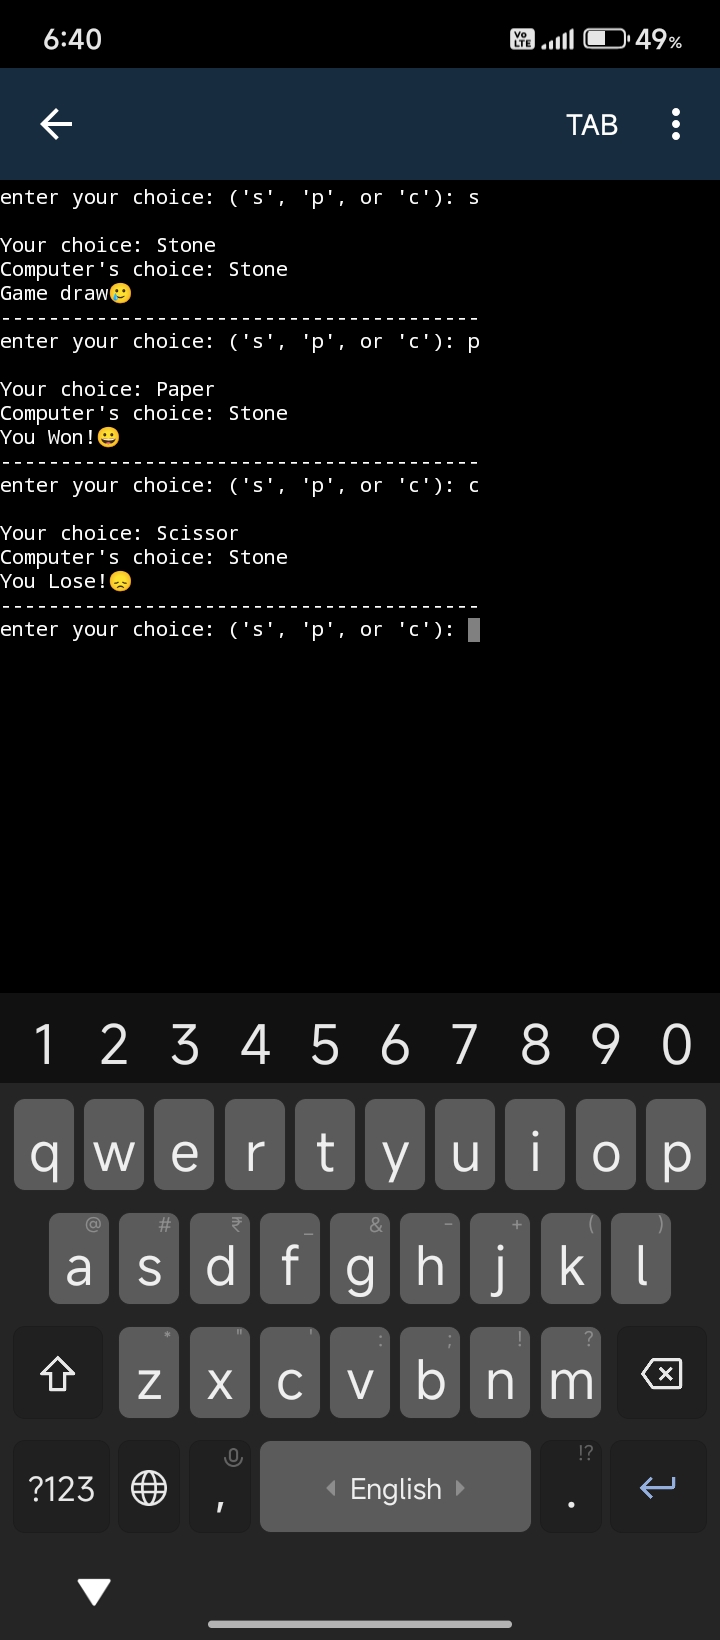 6:40 Vo LTE 49%
TAB
enter your choice: ('s', 'p', or 'c'): s
Your choice: Stone
Computer's choice: Stone
Game draw🥲
----------------------------------------
enter your choice: ('s', 'p', or 'c'): p
Your choice: Paper
Computer's choice: Stone
You Won!😀
----------------------------------------
enter your choice: ('s', 'p', or 'c'): c
Your choice: Scissor
Computer's choice: Stone
You Lose!😞
----------------------------------------
enter your choice: ('s', 'p', or 'c'):
1 2 3 4 5 6 7 8 9 0
q w e r t y u i o p
@ # ₹ _ & - + ( )
a s d f g h j k l
* " ' : ; ! ?
z x c v b n m
!?
?123 , English .